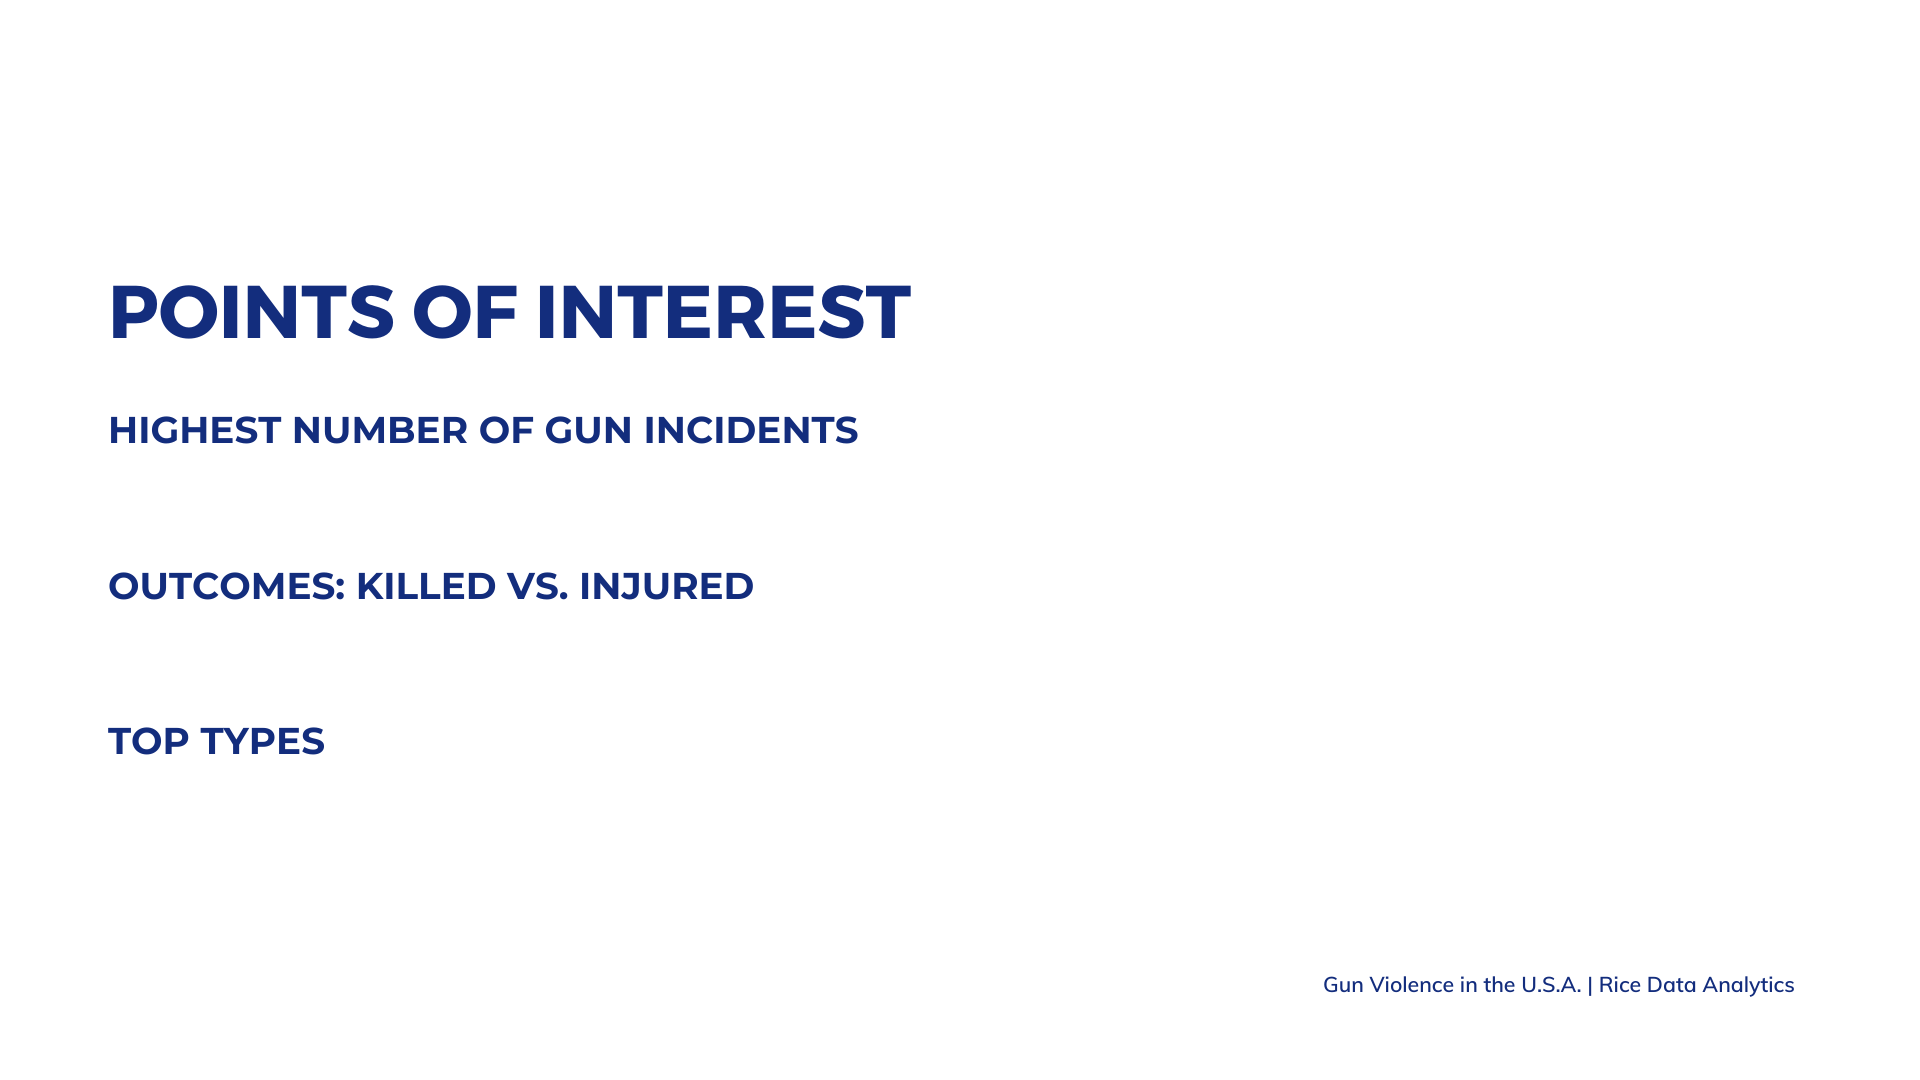 POINTS OF INTEREST
HIGHEST NUMBER OF GUN INCIDENTS
OUTCOMES: KILLED VS. INJURED
TOP TYPES
Gun Violence in the U.S.A. | Rice Data Analytics